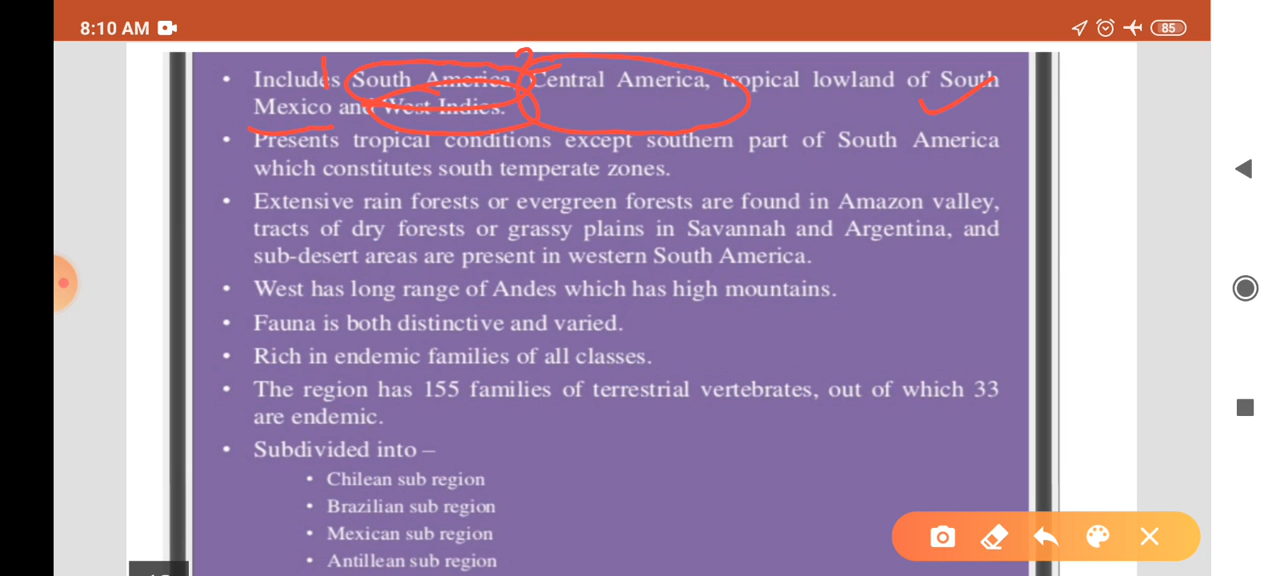 8:10 AM
85
• Includes South America, Central America, tropical lowland of South
Mexico and West Indies.
• Presents tropical conditions except southern part of South America
which constitutes south temperate zones.
• Extensive rain forests or evergreen forests are found in Amazon valley,
tracts of dry forests or grassy plains in Savannah and Argentina, and
sub-desert areas are present in western South America.
• West has long range of Andes which has high mountains.
• Fauna is both distinctive and varied.
• Rich in endemic families of all classes.
• The region has 155 families of terrestrial vertebrates, out of which 33
are endemic.
• Subdivided into –
• Chilean sub region
• Brazilian sub region
• Mexican sub region
• Antillean sub region